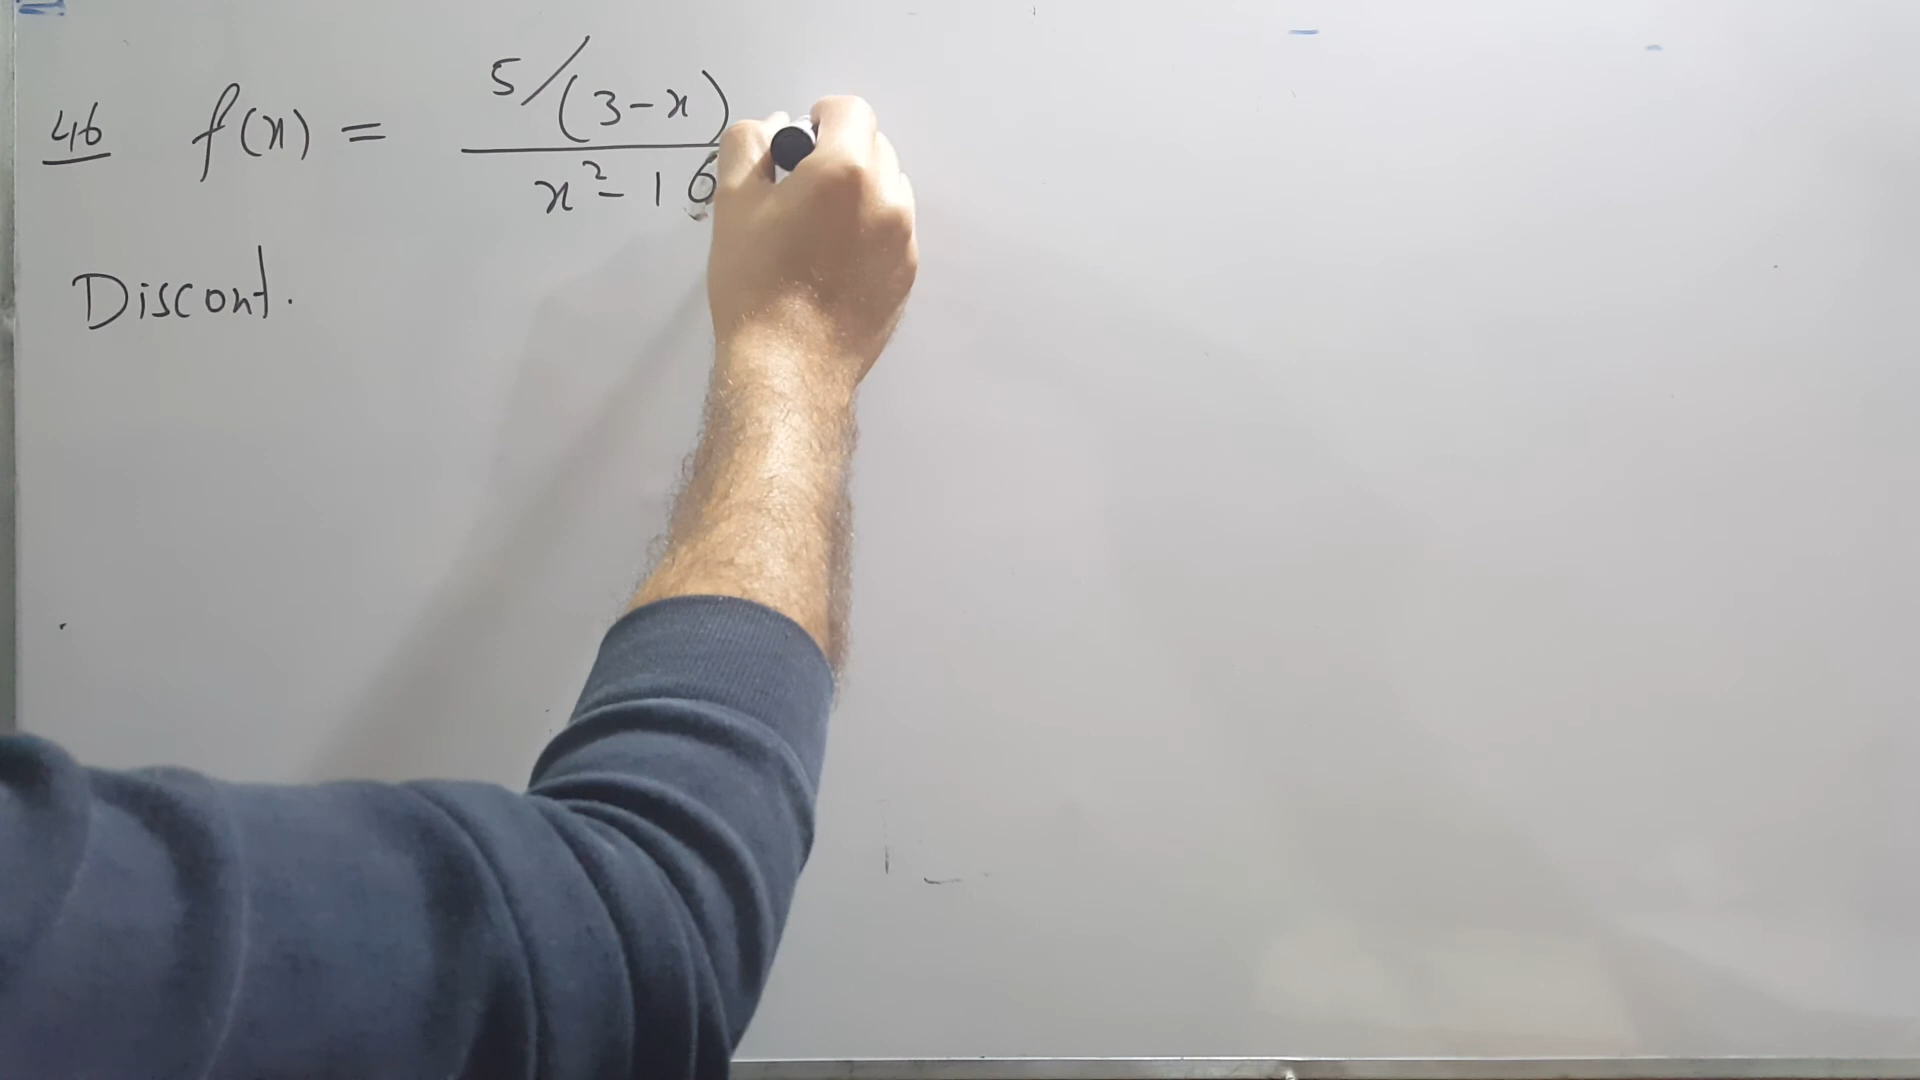 46 f(x) = 5/(3-x)
x²-16
Discont.